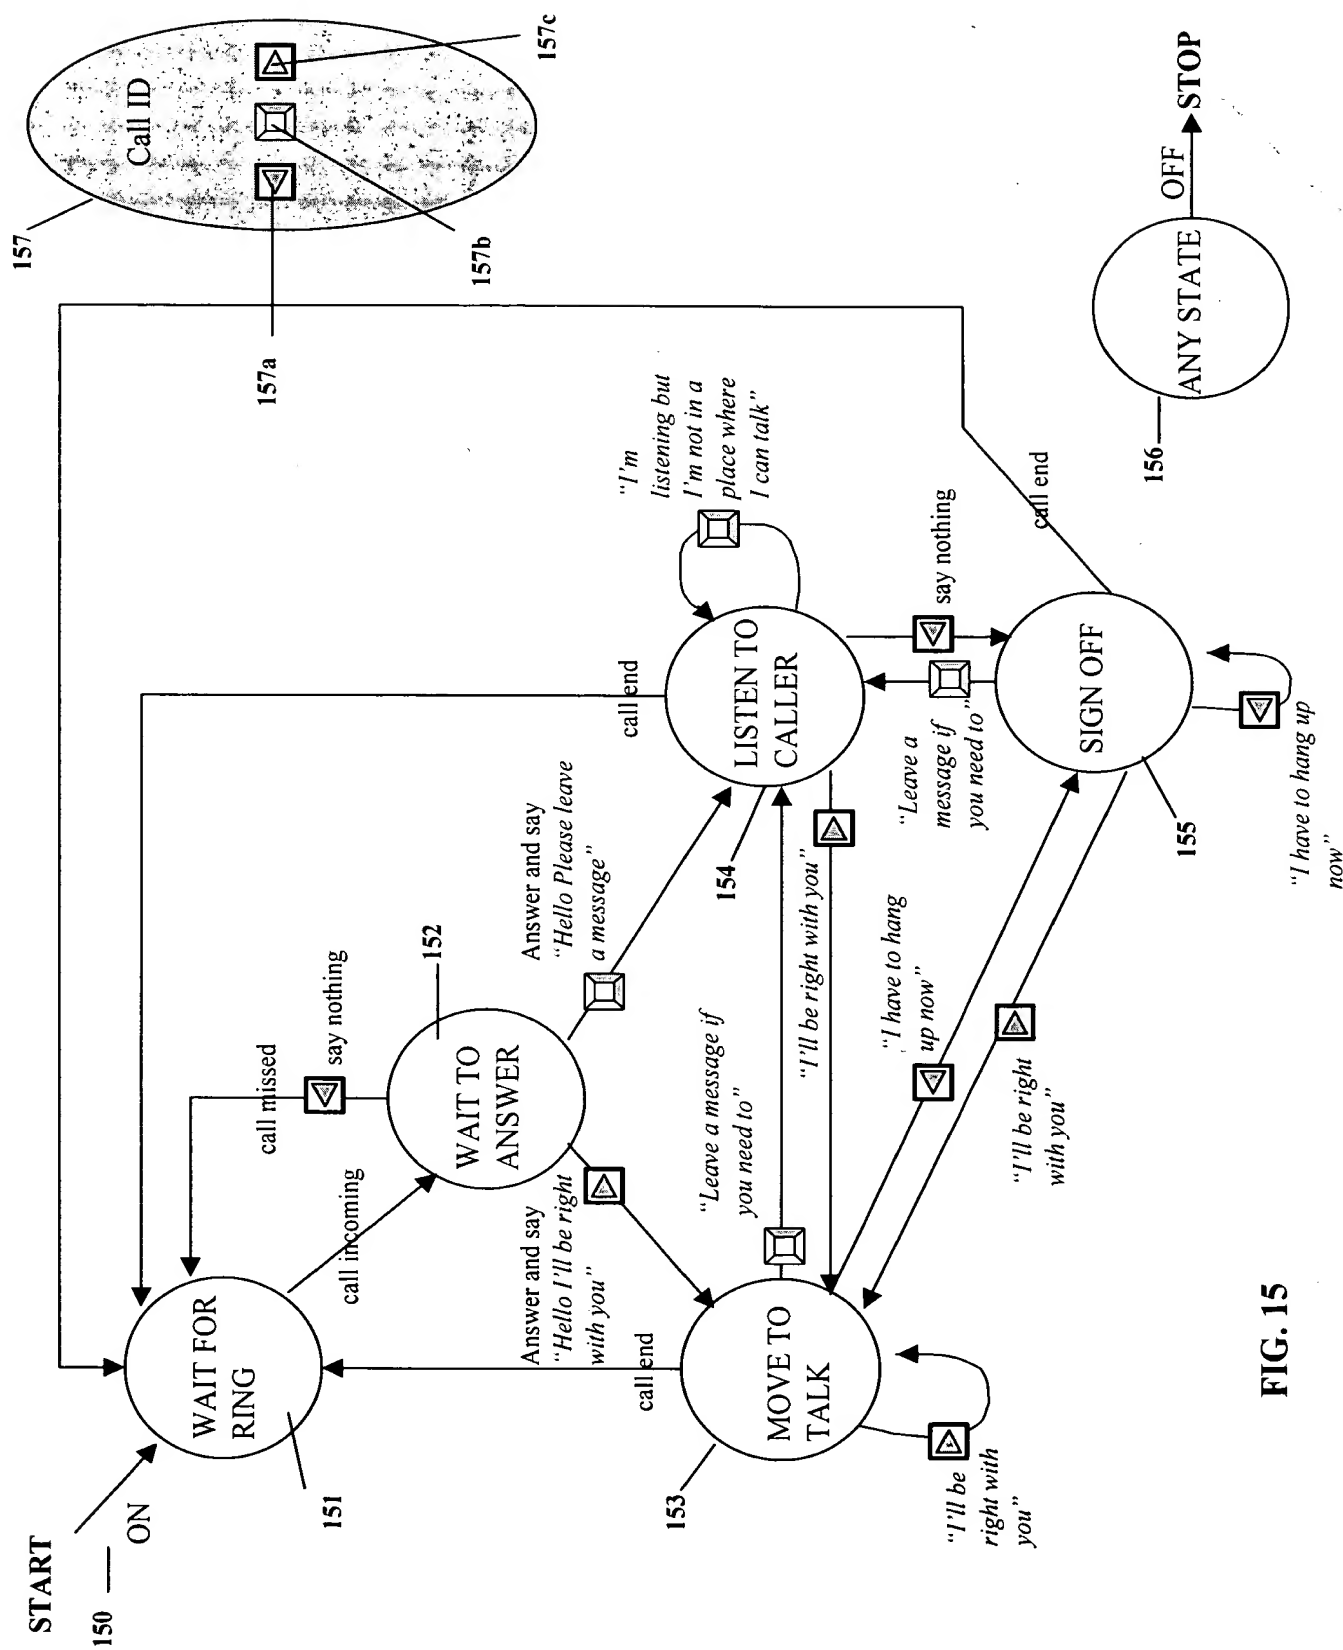 START
150
ON
WAIT FOR
RING
151
call incoming
call missed
say nothing
WAIT TO
ANSWER
152
Answer and say
"Hello I'll be right
with you"
Answer and say
"Hello Please leave
a message"
call end
MOVE TO
TALK
153
"I'll be
right with
you"
"Leave a message if
you need to"
"I'll be right with you"
call end
LISTEN TO
CALLER
154
"I'm
listening but
I'm not in a
place where
I can talk"
say nothing
"Leave a
message if
you need to"
"I have to hang
up now"
"I'll be right
with you"
SIGN OFF
155
"I have to hang up
now"
call end
157
Call ID
157a
157b
157c
ANY STATE
156
OFF
STOP
FIG. 15